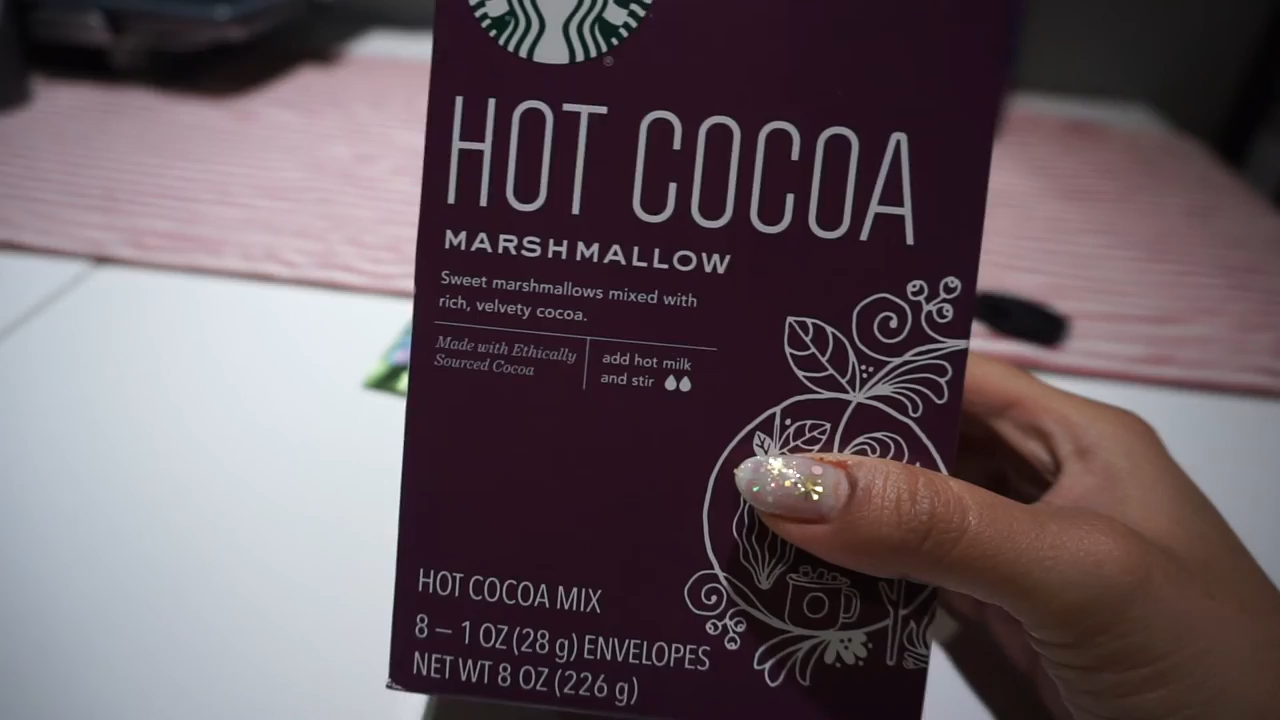 ®
HOT COCOA
MARSHMALLOW
Sweet marshmallows mixed with
rich, velvety cocoa.
Made with Ethically
Sourced Cocoa
add hot milk
and stir
HOT COCOA MIX
8 – 1 OZ (28 g) ENVELOPES
NET WT 8 OZ (226 g)